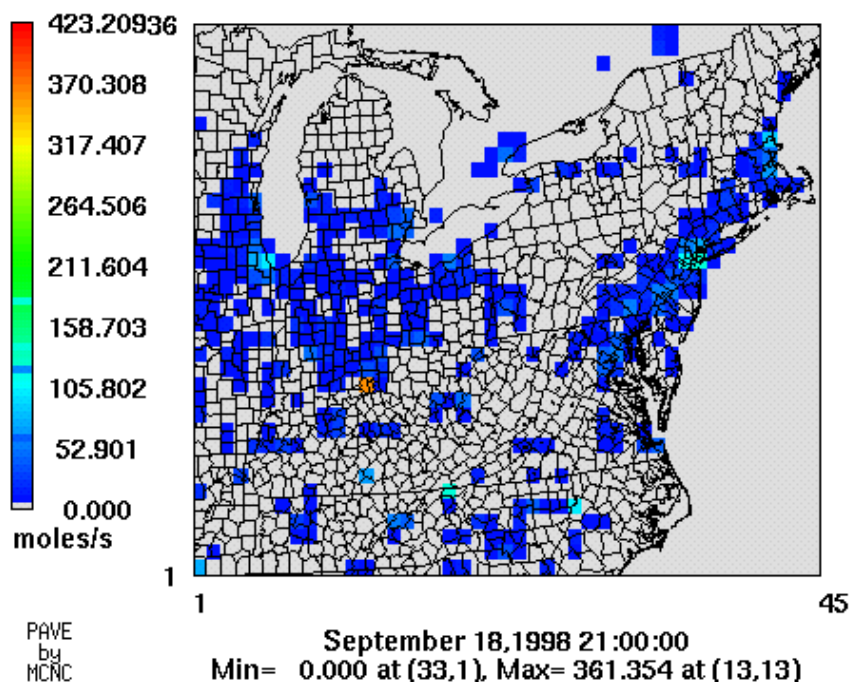 423.209
370.308
317.407
264.506
211.604
158.703
105.802
52.901
0.000
moles/s
36
1
1
45
PAVE
by
MCNC
September 18,1998 21:00:00
Min= 0.000 at (33,1), Max= 361.354 at (13,13)